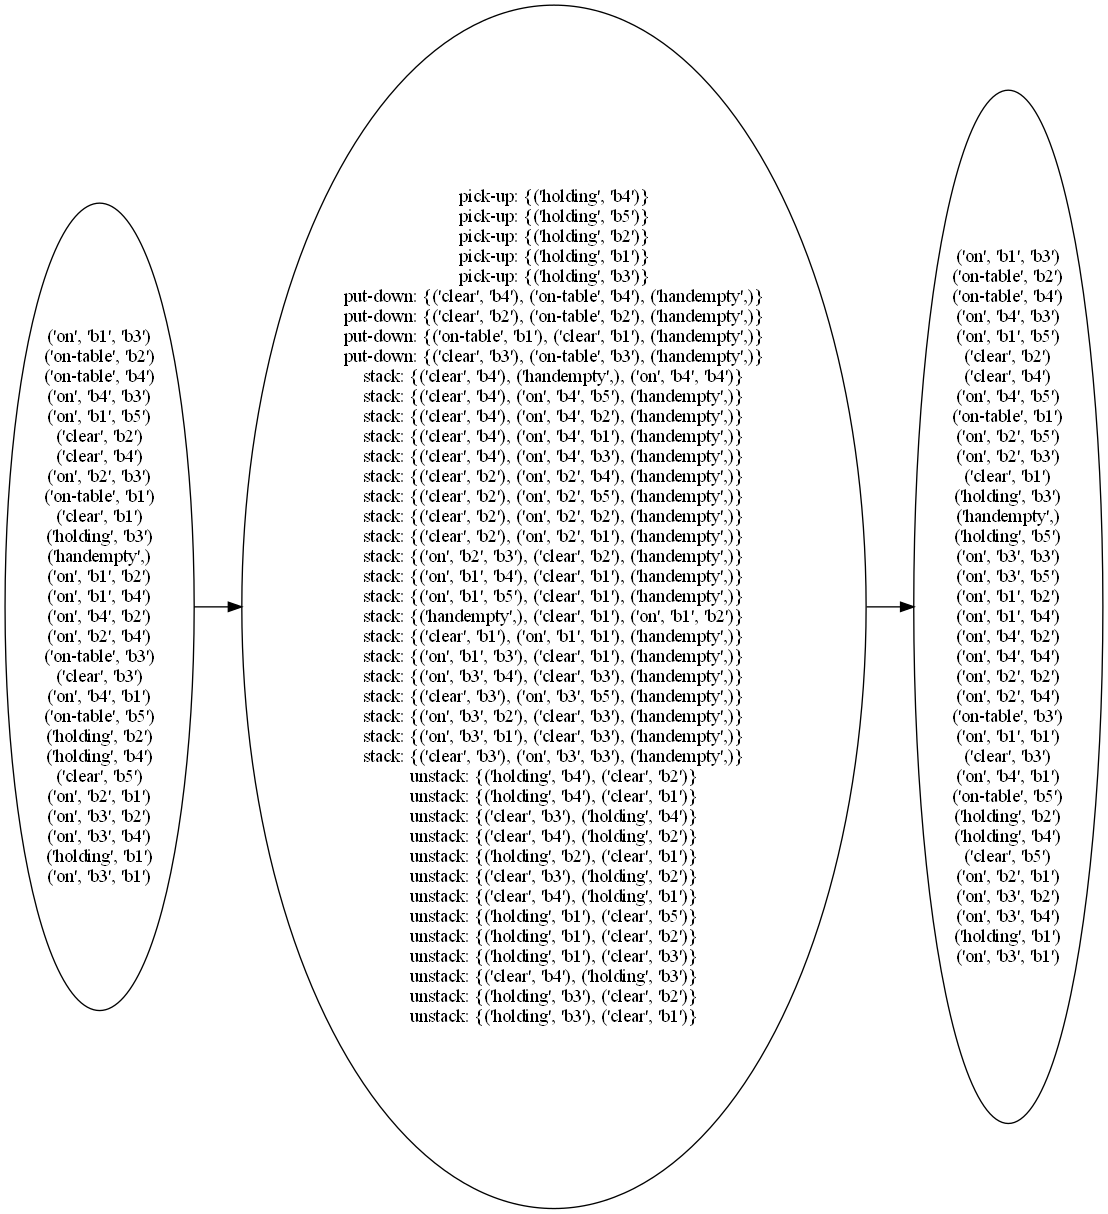 ('on', 'b1', 'b3')
('on-table', 'b2')
('on-table', 'b4')
('on', 'b4', 'b3')
('on', 'b1', 'b5')
('clear', 'b2')
('clear', 'b4')
('on', 'b2', 'b3')
('on-table', 'b1')
('clear', 'b1')
('holding', 'b3')
('handempty',)
('on', 'b1', 'b2')
('on', 'b1', 'b4')
('on', 'b4', 'b2')
('on', 'b2', 'b4')
('on-table', 'b3')
('clear', 'b3')
('on', 'b4', 'b1')
('on-table', 'b5')
('holding', 'b2')
('holding', 'b4')
('clear', 'b5')
('on', 'b2', 'b1')
('on', 'b3', 'b2')
('on', 'b3', 'b4')
('holding', 'b1')
('on', 'b3', 'b1')
pick-up: {('holding', 'b4')}
pick-up: {('holding', 'b5')}
pick-up: {('holding', 'b2')}
pick-up: {('holding', 'b1')}
pick-up: {('holding', 'b3')}
put-down: {('clear', 'b4'), ('on-table', 'b4'), ('handempty',)}
put-down: {('clear', 'b2'), ('on-table', 'b2'), ('handempty',)}
put-down: {('on-table', 'b1'), ('clear', 'b1'), ('handempty',)}
put-down: {('clear', 'b3'), ('on-table', 'b3'), ('handempty',)}
stack: {('clear', 'b4'), ('handempty',), ('on', 'b4', 'b4')}
stack: {('clear', 'b4'), ('on', 'b4', 'b5'), ('handempty',)}
stack: {('clear', 'b4'), ('on', 'b4', 'b2'), ('handempty',)}
stack: {('clear', 'b4'), ('on', 'b4', 'b1'), ('handempty',)}
stack: {('clear', 'b4'), ('on', 'b4', 'b3'), ('handempty',)}
stack: {('clear', 'b2'), ('on', 'b2', 'b4'), ('handempty',)}
stack: {('clear', 'b2'), ('on', 'b2', 'b5'), ('handempty',)}
stack: {('clear', 'b2'), ('on', 'b2', 'b2'), ('handempty',)}
stack: {('clear', 'b2'), ('on', 'b2', 'b1'), ('handempty',)}
stack: {('on', 'b2', 'b3'), ('clear', 'b2'), ('handempty',)}
stack: {('on', 'b1', 'b4'), ('clear', 'b1'), ('handempty',)}
stack: {('on', 'b1', 'b5'), ('clear', 'b1'), ('handempty',)}
stack: {('handempty',), ('clear', 'b1'), ('on', 'b1', 'b2')}
stack: {('clear', 'b1'), ('on', 'b1', 'b1'), ('handempty',)}
stack: {('on', 'b1', 'b3'), ('clear', 'b1'), ('handempty',)}
stack: {('on', 'b3', 'b4'), ('clear', 'b3'), ('handempty',)}
stack: {('clear', 'b3'), ('on', 'b3', 'b5'), ('handempty',)}
stack: {('on', 'b3', 'b2'), ('clear', 'b3'), ('handempty',)}
stack: {('on', 'b3', 'b1'), ('clear', 'b3'), ('handempty',)}
stack: {('clear', 'b3'), ('on', 'b3', 'b3'), ('handempty',)}
unstack: {('holding', 'b4'), ('clear', 'b2')}
unstack: {('holding', 'b4'), ('clear', 'b1')}
unstack: {('clear', 'b3'), ('holding', 'b4')}
unstack: {('clear', 'b4'), ('holding', 'b2')}
unstack: {('holding', 'b2'), ('clear', 'b1')}
unstack: {('clear', 'b3'), ('holding', 'b2')}
unstack: {('clear', 'b4'), ('holding', 'b1')}
unstack: {('holding', 'b1'), ('clear', 'b5')}
unstack: {('holding', 'b1'), ('clear', 'b2')}
unstack: {('holding', 'b1'), ('clear', 'b3')}
unstack: {('clear', 'b4'), ('holding', 'b3')}
unstack: {('holding', 'b3'), ('clear', 'b2')}
unstack: {('holding', 'b3'), ('clear', 'b1')}
('on', 'b1', 'b3')
('on-table', 'b2')
('on-table', 'b4')
('on', 'b4', 'b3')
('on', 'b1', 'b5')
('clear', 'b2')
('clear', 'b4')
('on', 'b4', 'b5')
('on-table', 'b1')
('on', 'b2', 'b5')
('on', 'b2', 'b3')
('clear', 'b1')
('holding', 'b3')
('handempty',)
('holding', 'b5')
('on', 'b3', 'b3')
('on', 'b3', 'b5')
('on', 'b1', 'b2')
('on', 'b1', 'b4')
('on', 'b4', 'b2')
('on', 'b4', 'b4')
('on', 'b2', 'b2')
('on', 'b2', 'b4')
('on-table', 'b3')
('on', 'b1', 'b1')
('clear', 'b3')
('on', 'b4', 'b1')
('on-table', 'b5')
('holding', 'b2')
('holding', 'b4')
('clear', 'b5')
('on', 'b2', 'b1')
('on', 'b3', 'b2')
('on', 'b3', 'b4')
('holding', 'b1')
('on', 'b3', 'b1')